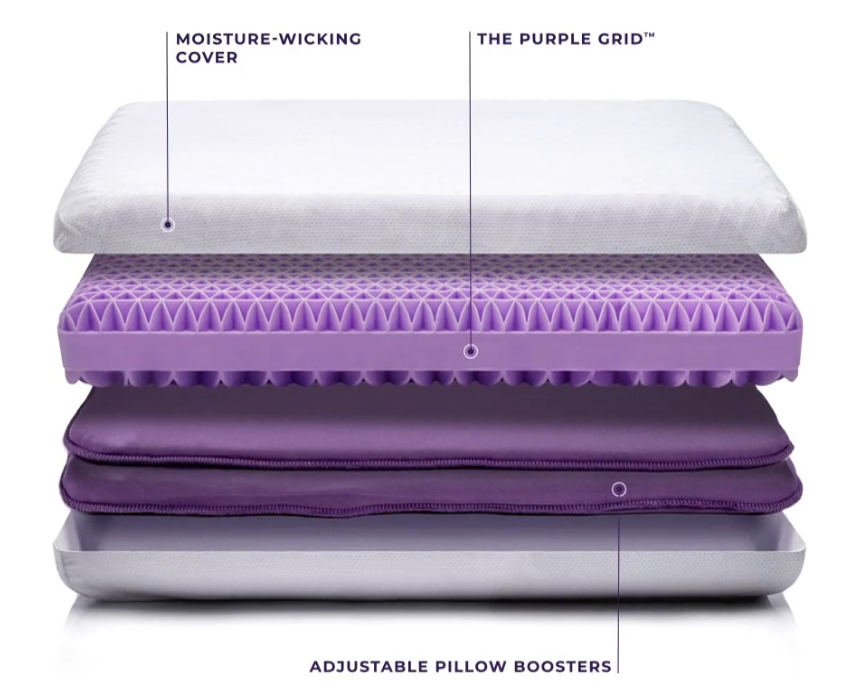 MOISTURE-WICKING
COVER
THE PURPLE GRID™
ADJUSTABLE PILLOW BOOSTERS